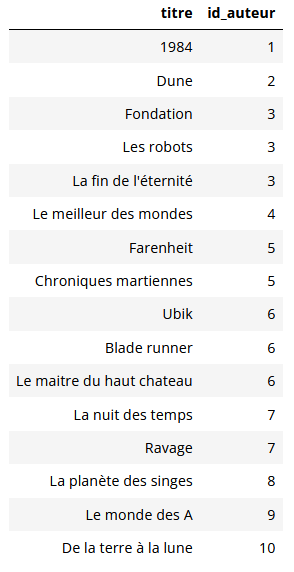 titre id_auteur
1984 1
Dune 2
Fondation 3
Les robots 3
La fin de l'éternité 3
Le meilleur des mondes 4
Farenheit 5
Chroniques martiennes 5
Ubik 6
Blade runner 6
Le maitre du haut chateau 6
La nuit des temps 7
Ravage 7
La planète des singes 8
Le monde des A 9
De la terre à la lune 10